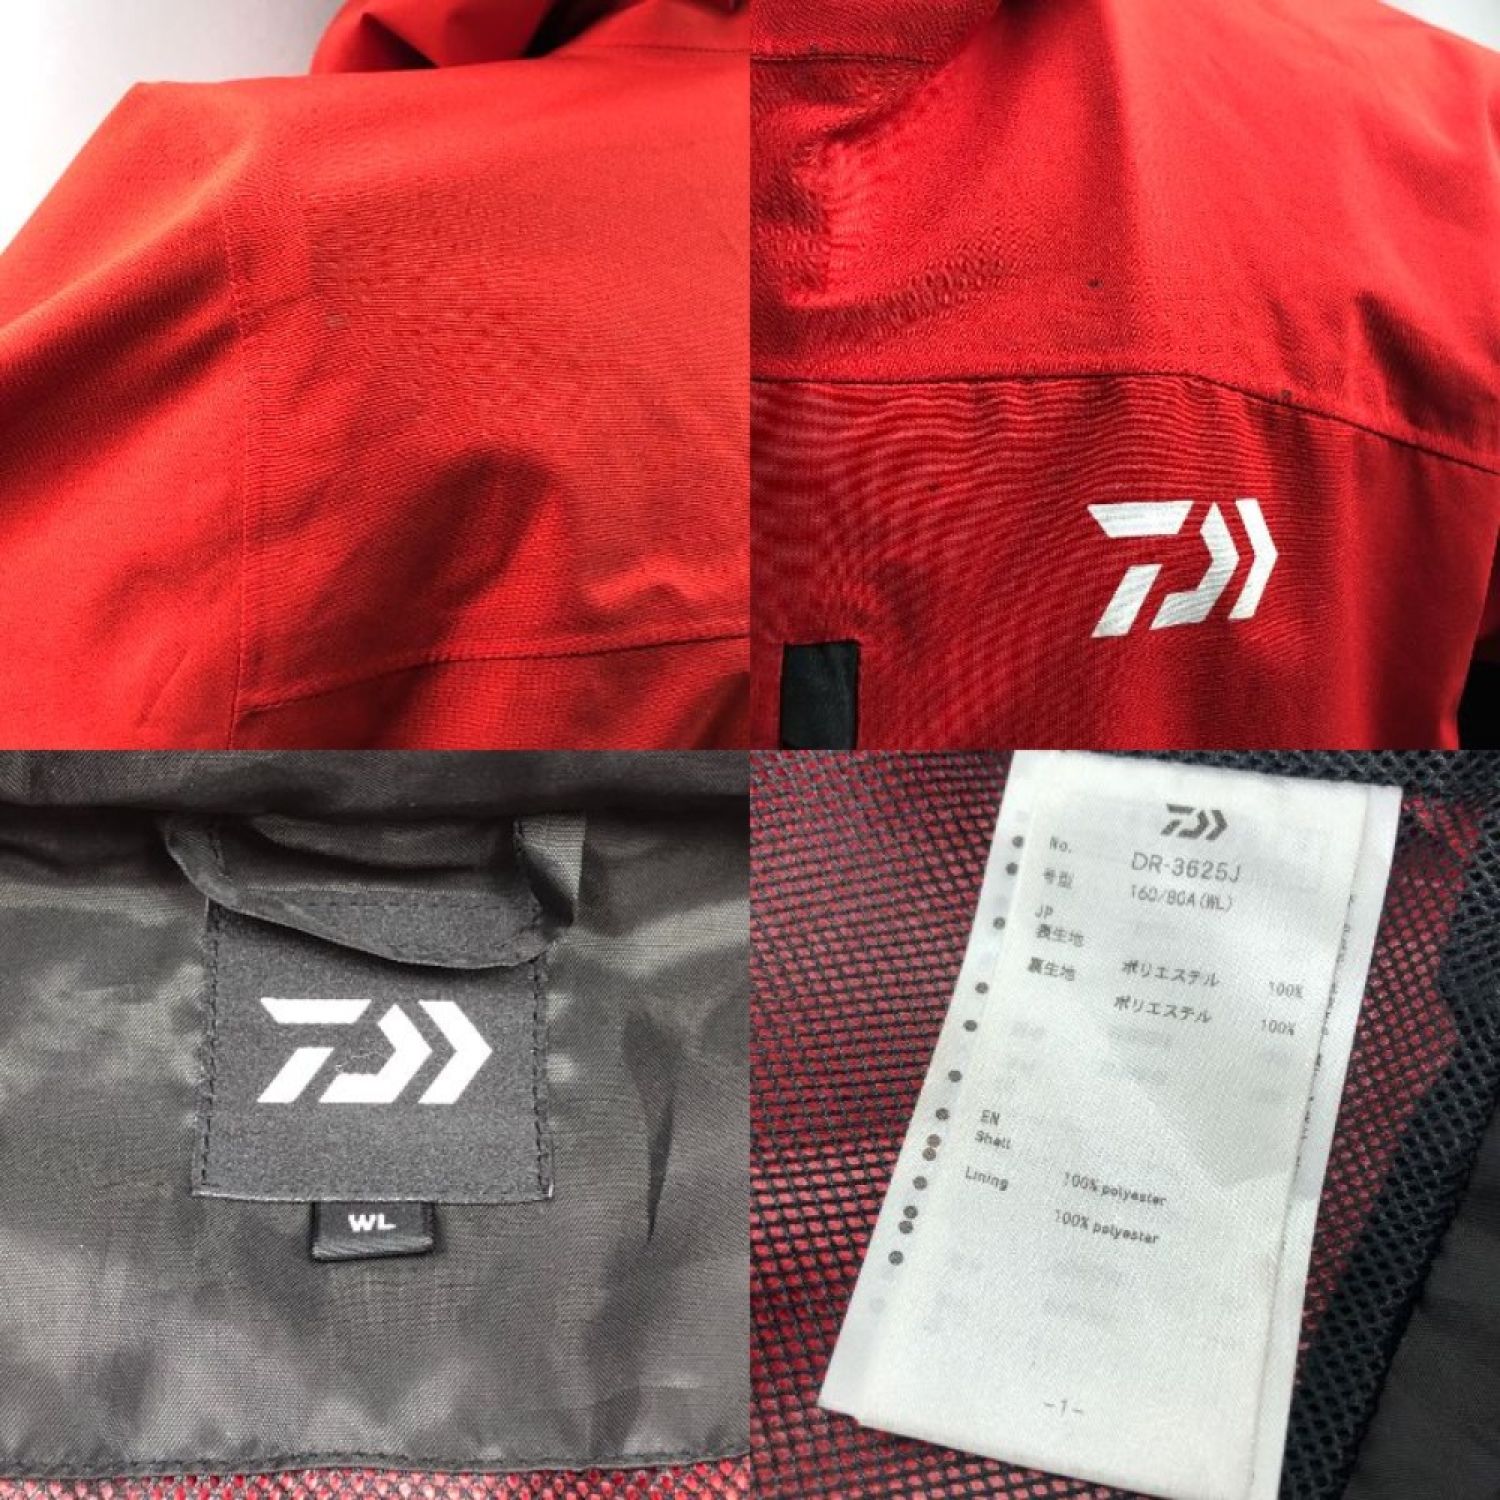 WL
No. DR-3625J
号型 160/80A(WL)
JP
表生地 ポリエステル 100%
裏生地 ポリエステル 100%
EN
Shell 100% polyester
Lining 100% polyester
-1-